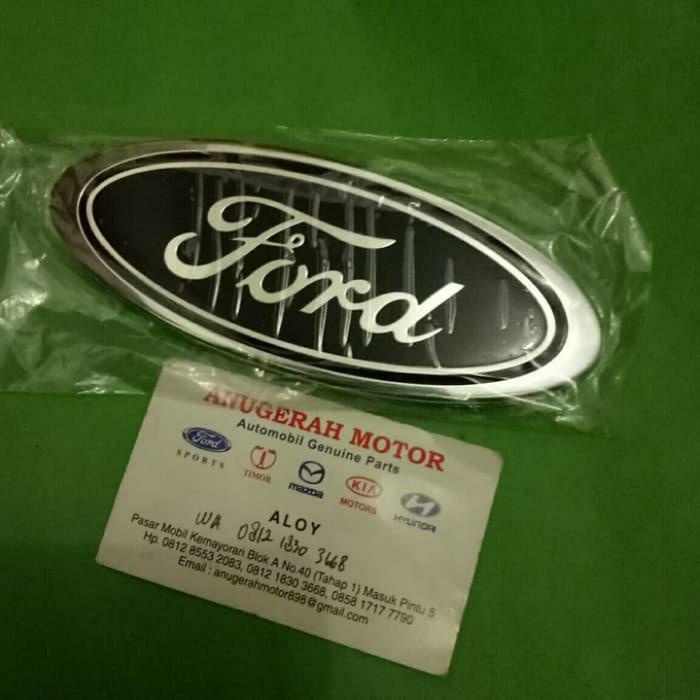 Ford
ANUGERAH MOTOR
Automobil Genuine Parts
Ford
SPORTS
TIMOR
mazda
KIA
MOTORS
HYUNDAI
ALOY
WA 0812 1830 3668
Pasar Mobil Kemayoran Blok A No.40 (Tahap 1) Masuk Pintu 5
Hp. 0812 8553 2083, 0812 1830 3668, 0858 1717 7790
Email : anugerahmotor898@gmail.com